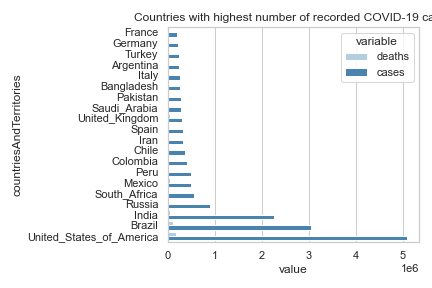 Countries with highest number of recorded COVID-19 ca
variable
deaths
cases
countriesAndTerritories
France
Germany
Turkey
Argentina
Italy
Bangladesh
Pakistan
Saudi_Arabia
United_Kingdom
Spain
Iran
Chile
Colombia
Peru
Mexico
South_Africa
Russia
India
Brazil
United_States_of_America
0 1 2 3 4 5
1e6
value